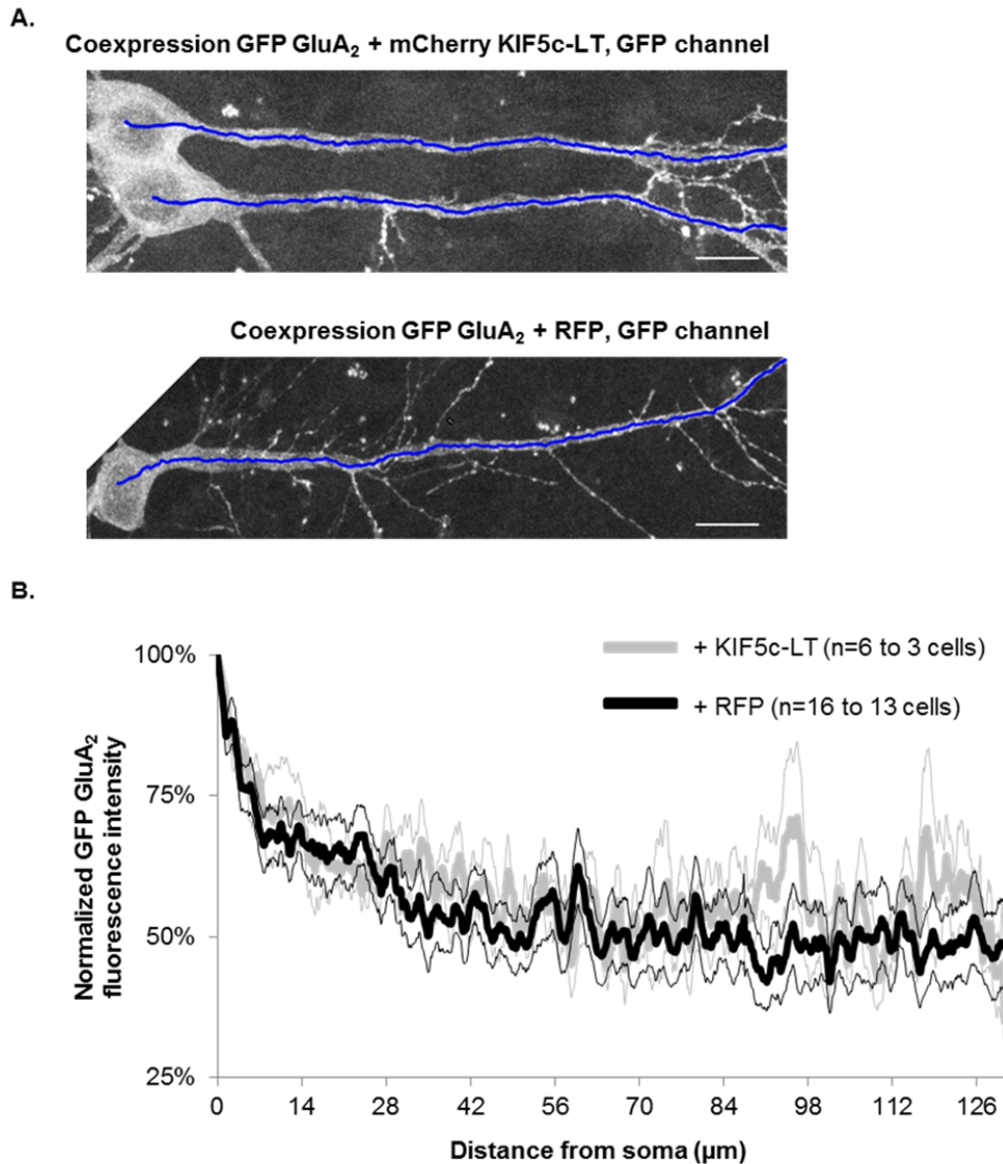 A.
Coexpression GFP GluA₂ + mCherry KIF5c-LT, GFP channel
Coexpression GFP GluA₂ + RFP, GFP channel
B.
Normalized GFP GluA₂
fluorescence intensity
100%
75%
50%
25%
+ KIF5c-LT (n=6 to 3 cells)
+ RFP (n=16 to 13 cells)
0 14 28 42 56 70 84 98 112 126
Distance from soma (µm)